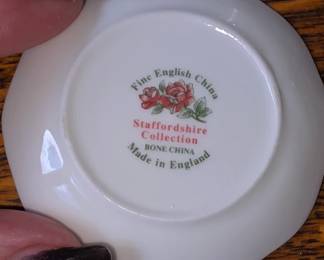 Fine English China
Staffordshire
Collection
BONE CHINA
Made in England